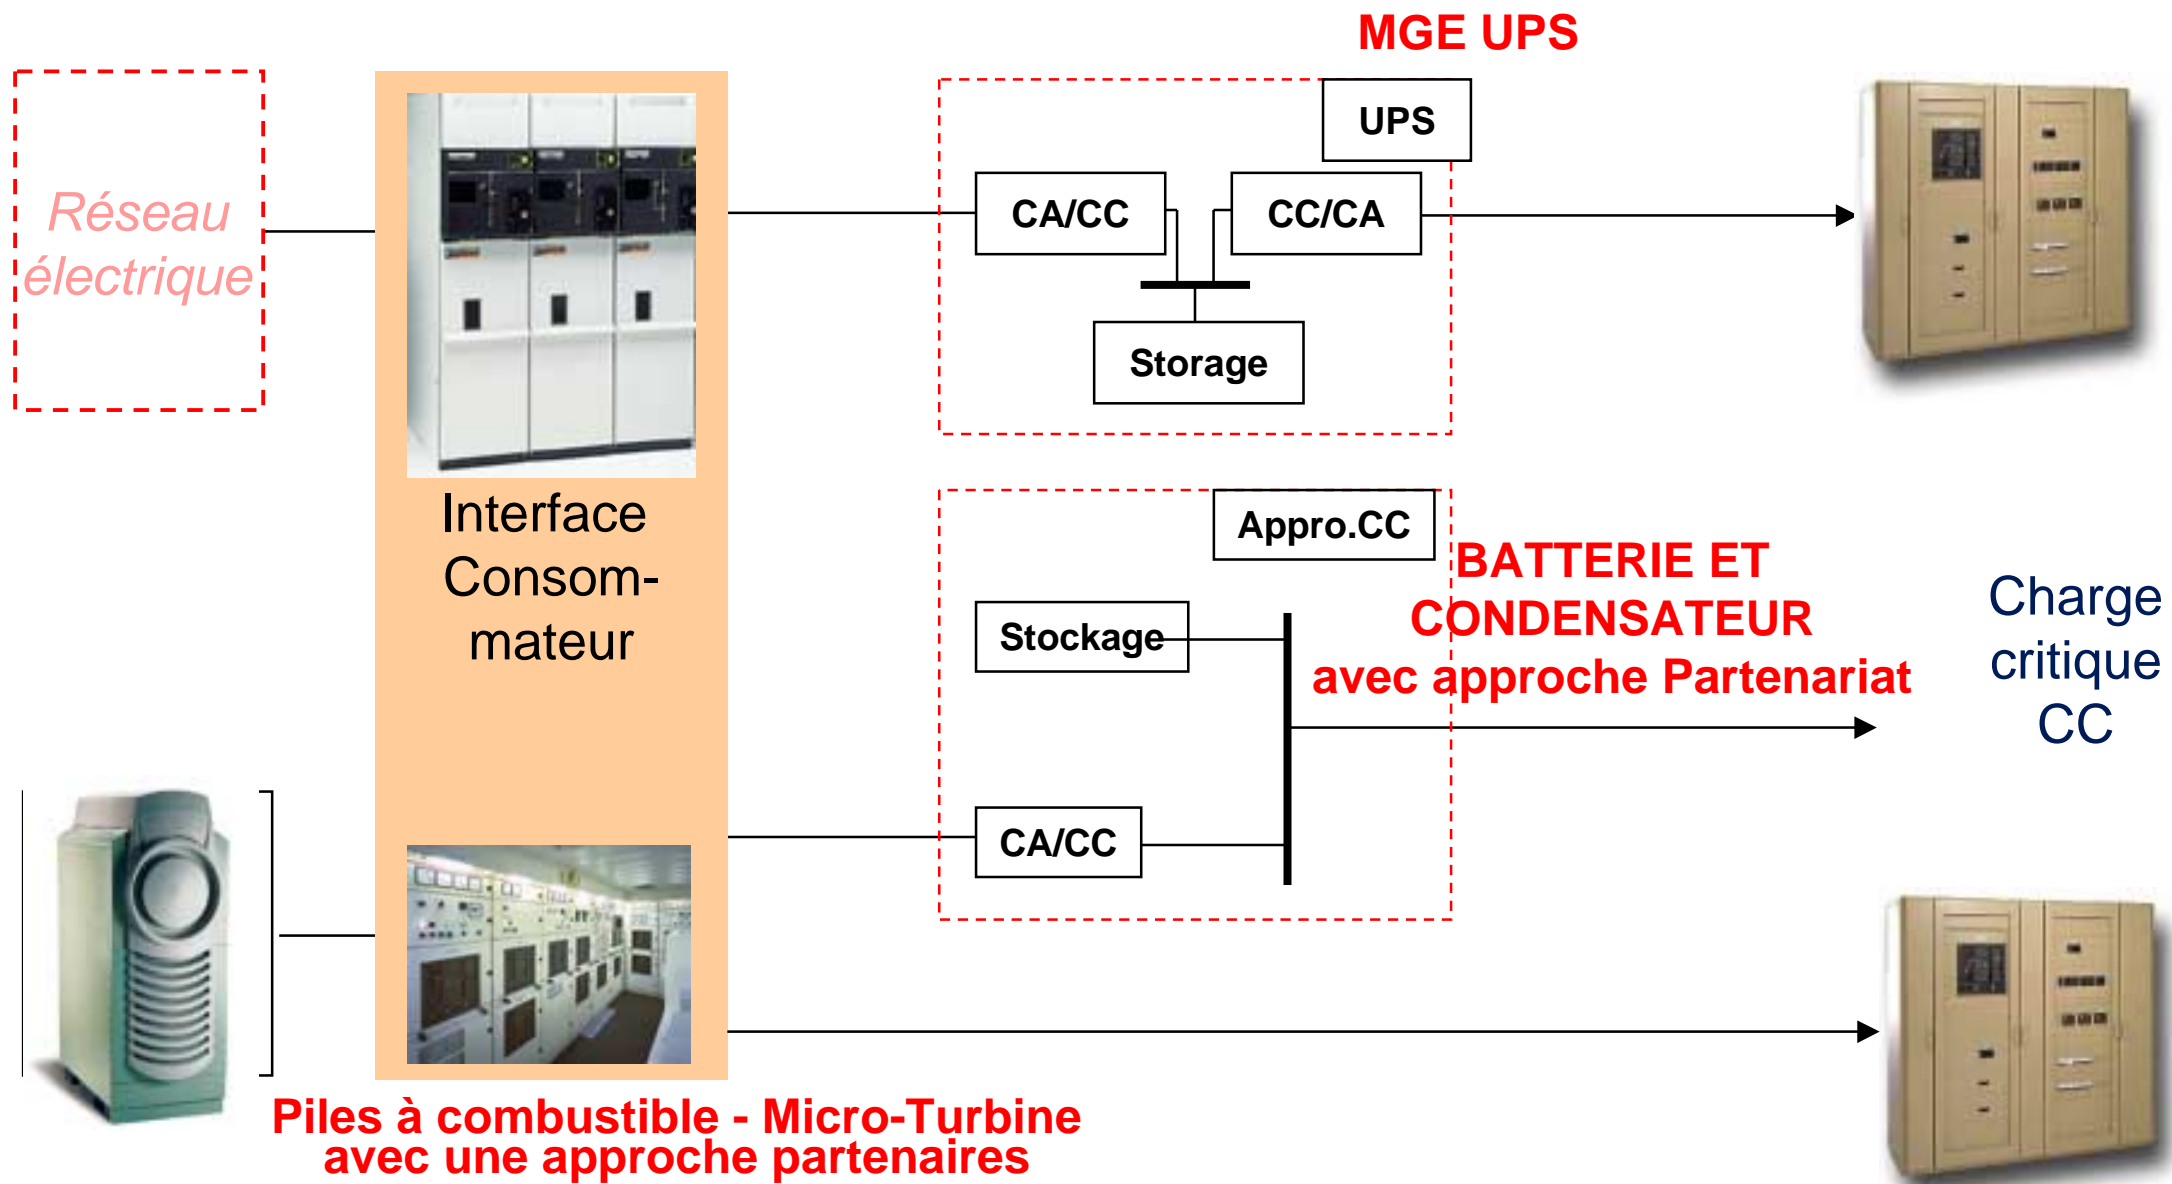 MGE UPS
UPS
Réseau
électrique
CA/CC
CC/CA
Storage
Interface
Consom-
mateur
Appro.CC
BATTERIE ET
CONDENSATEUR
avec approche Partenariat
Stockage
CA/CC
Charge
critique
CC
Piles à combustible - Micro-Turbine
avec une approche partenaires